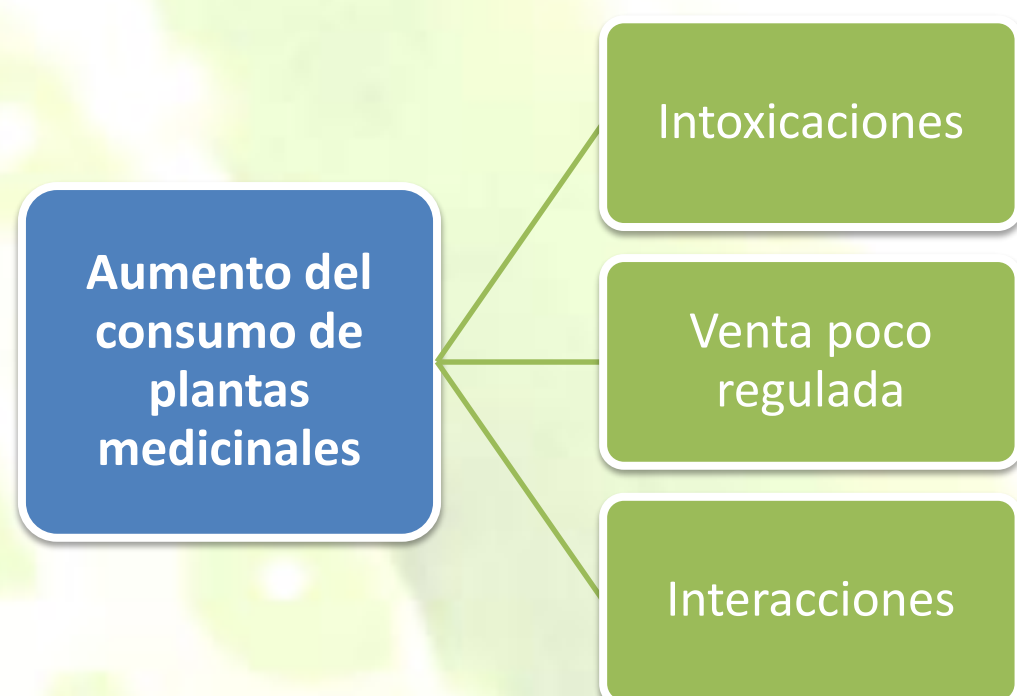 Aumento del
consumo de
plantas
medicinales
Intoxicaciones
Venta poco
regulada
Interacciones